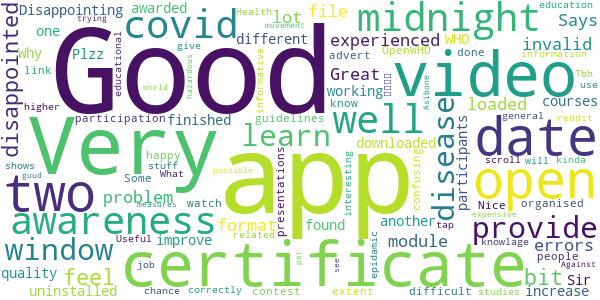 Disappointing awarded lot file midnight
covid
Good
one educational different OpenWHO WHO Says invalid
Why Plzz experienced advert done
link Some trying give Health informative Great working loaded courses
disappointed
movement education information
higher video Tbh use
participation hazardous know
finished guidelines well downloaded
Very learn disease participants
happy presentations interesting confusing Asibone
date
general reddit
shows stuff What world app scroll will kinda
guud watch possible open
two problem format found another Nice organised
awareness measures related tap provide
Useful improve epidamic module knowlage expensive
window job certificate bit errors
people Against
quality feel chance correctly per see Sir
uninstalled contest extent difficult studies increase